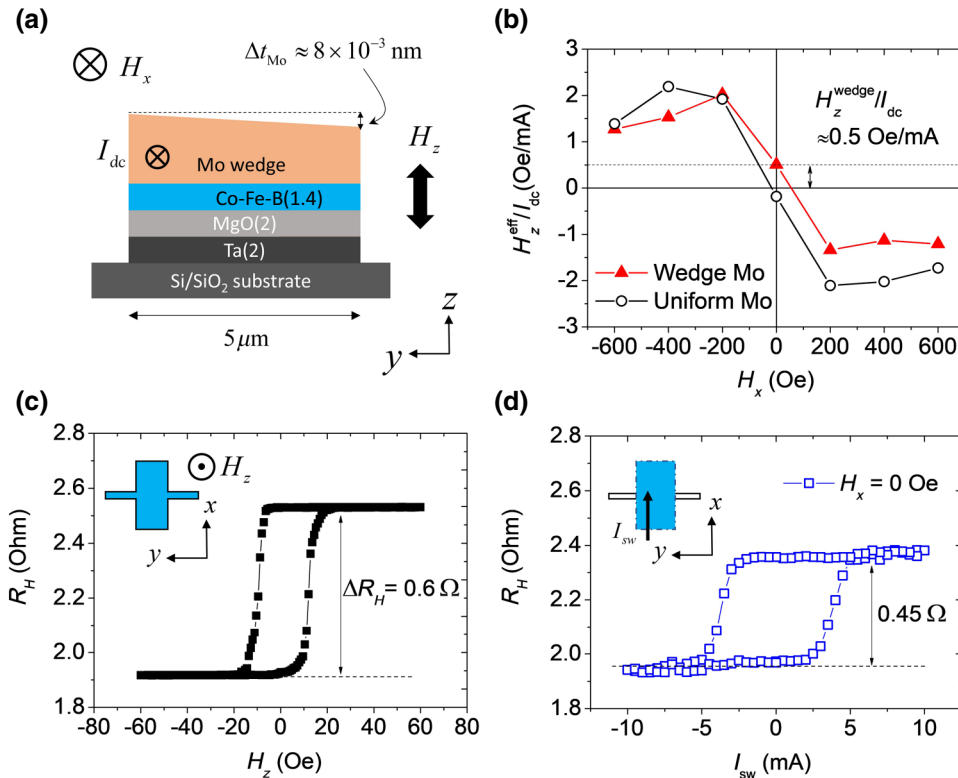 (a)
H_x
Δt_Mo ≈ 8 × 10⁻³ nm
I_dc
Mo wedge
H_z
Co-Fe-B(1.4)
MgO(2)
Ta(2)
Si/SiO₂ substrate
5 μm
z
y
(b)
H_z^eff/I_dc(Oe/mA)
3
2
1
0
-1
-2
-3
H_z^wedge/I_dc
≈0.5 Oe/mA
Wedge Mo
Uniform Mo
-600 -400 -200 0 200 400 600
H_x (Oe)
(c)
R_H (Ohm)
2.8
2.6
2.4
2.2
2.0
1.8
H_z
x
y
ΔR_H = 0.6 Ω
-60 -40 -20 0 20 40 60
H_z (Oe)
(d)
R_H (Ohm)
2.8
2.6
2.4
2.2
2.0
1.8
H_x = 0 Oe
x
I_sw
y
0.45 Ω
-10 -5 0 5 10
I_sw (mA)